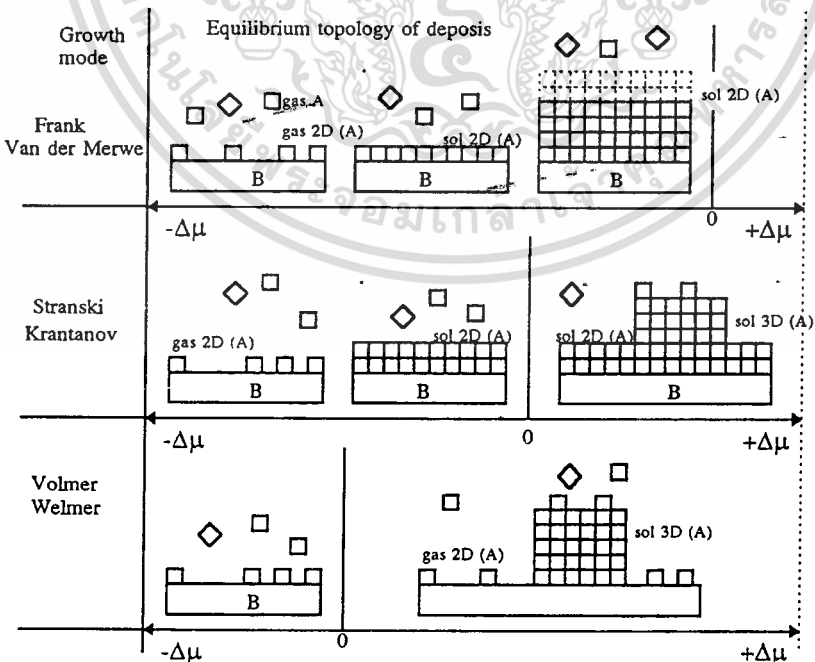 Growth
mode
Equilibrium topology of deposis
Frank
Van der Merwe
gas A
gas 2D (A)
B
sol 2D (A)
B
sol 2D (A)
B
-Δμ
0
+Δμ
Stranski
Krantanov
gas 2D (A)
B
sol 2D (A)
B
sol 2D (A)
sol 3D (A)
B
-Δμ
0
+Δμ
Volmer
Welmer
B
gas 2D (A)
sol 3D (A)
-Δμ
0
+Δμ